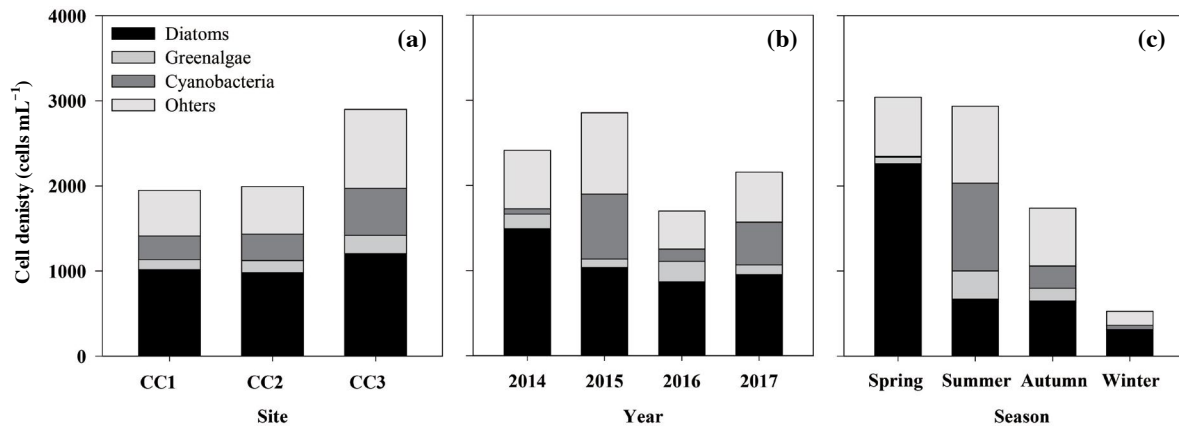 Cell denisty (cells mL⁻¹)
4000
3000
2000
1000
0
Diatoms
Greenalgae
Cyanobacteria
Ohters
(a)
CC1 CC2 CC3
Site
(b)
2014 2015 2016 2017
Year
(c)
Spring Summer Autumn Winter
Season